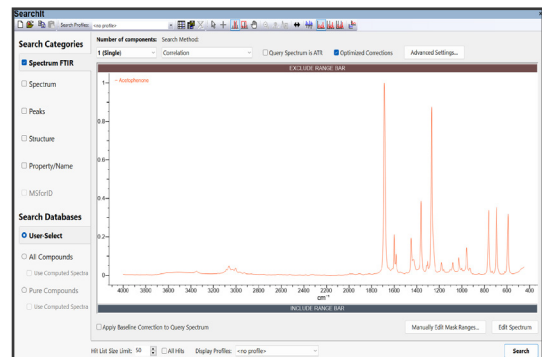 SearchIt
Search Profiles: <no profile>
Search Categories
Number of components: Search Method:
1 (Single) Correlation Query Spectrum is ATR Optimized Corrections Advanced Settings...
Spectrum FTIR
Spectrum
Peaks
Structure
Property/Name
MSforID
Search Databases
User-Select
All Compounds
Use Computed Spectra
Pure Compounds
Use Computed Spectra
EXCLUDE RANGE BAR
Acetophenone
1
0.8
0.6
0.4
0.2
0
4000 3800 3600 3400 3200 3000 2800 2600 2400 2200 2000 1800 1600 1400 1200 1000 800 600 400
cm⁻¹
INCLUDE RANGE BAR
Apply Baseline Correction to Query Spectrum Manually Edit Mask Ranges... Edit Spectrum
Hit List Size Limit: 50 All Hits Display Profiles: <no profile> Search